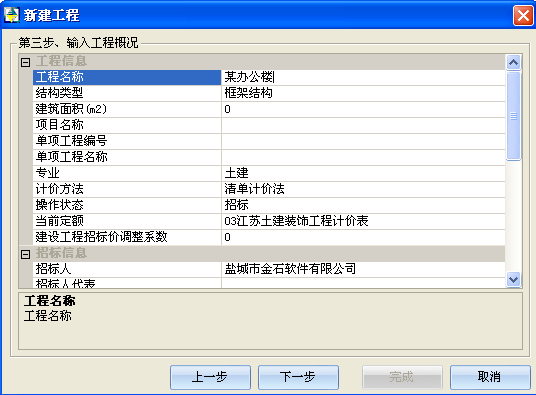 新建工程
第三步、输入工程概况
工程信息
工程名称 某办公楼
结构类型 框架结构
建筑面积(m2) 0
项目名称
单项工程编号
单项工程名称
专业 土建
计价方法 清单计价法
操作状态 招标
当前定额 03江苏土建装饰工程计价表
建设工程招标价调整系数 0
招标信息
招标人 盐城市金石软件有限公司
招标人代表
工程名称
工程名称
上一步 下一步 完成 取消